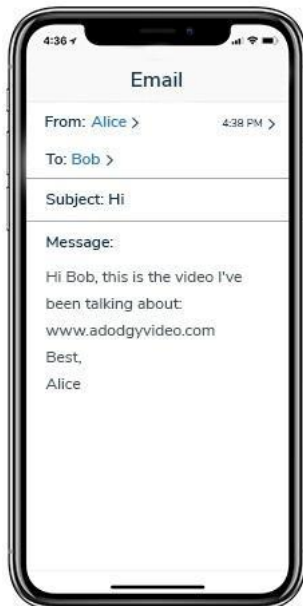 4:36
Email
From: Alice >
4:38 PM >
To: Bob >
Subject: Hi
Message:
Hi Bob, this is the video I've
been talking about:
www.adodgyvideo.com
Best,
Alice